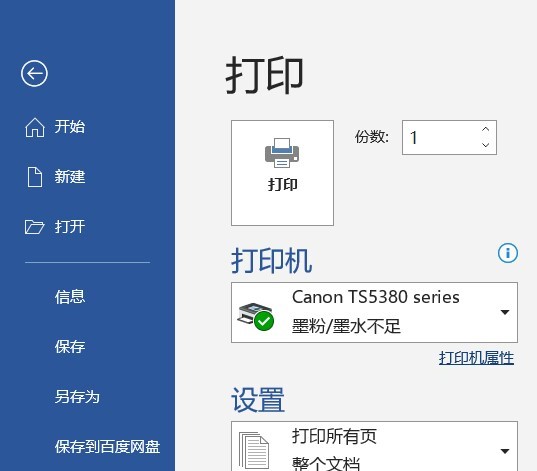 打印
开始
新建
打开
信息
保存
另存为
保存到百度网盘
打印
份数: 1
打印机
Canon TS5380 series
墨粉/墨水不足
打印机属性
设置
打印所有页
整个文档